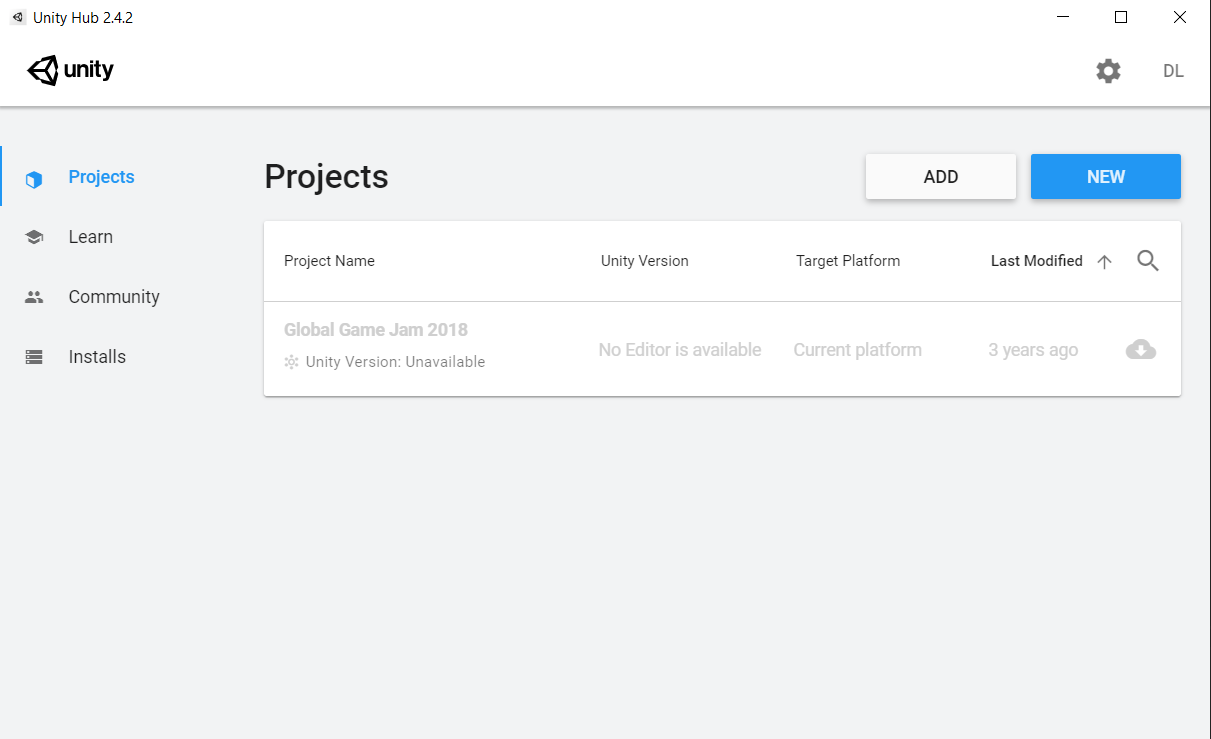 Unity Hub 2.4.2
unity
DL
Projects
Learn
Community
Installs
Projects
ADD
NEW
Project Name
Unity Version
Target Platform
Last Modified
Global Game Jam 2018
Unity Version: Unavailable
No Editor is available
Current platform
3 years ago